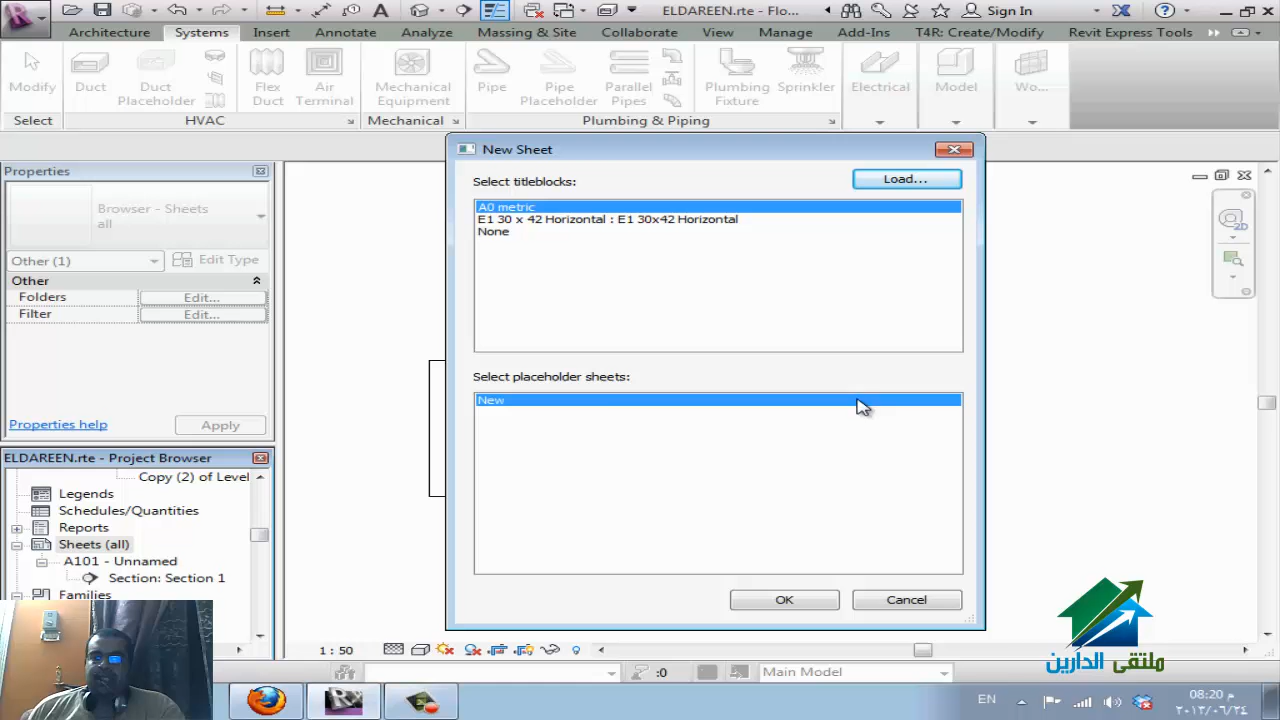 ELDAREEN.rte - Flo...
Sign In
Architecture Systems Insert Annotate Analyze Massing & Site Collaborate View Manage Add-Ins T4R: Create/Modify Revit Express Tools
Modify
Duct
Duct Placeholder
Flex Duct
Air Terminal
Mechanical Equipment
Pipe
Pipe Placeholder
Parallel Pipes
Plumbing Fixture
Sprinkler
Electrical
Model
Wo...
Select
HVAC
Mechanical
Plumbing & Piping
Properties
Browser - Sheets
all
Other (1)
Edit Type
Other
Folders Edit...
Filter Edit...
Properties help
Apply
ELDAREEN.rte - Project Browser
Copy (2) of Level
Legends
Schedules/Quantities
Reports
Sheets (all)
A101 - Unnamed
Section: Section 1
Families
New Sheet
Select titleblocks:
Load...
A0 metric
E1 30 x 42 Horizontal : E1 30x42 Horizontal
None
Select placeholder sheets:
New
OK
Cancel
1 : 50
:0
Main Model
ملتقى الدارين
EN
08:20 م
٢٠١٣/٠٦/٢٤